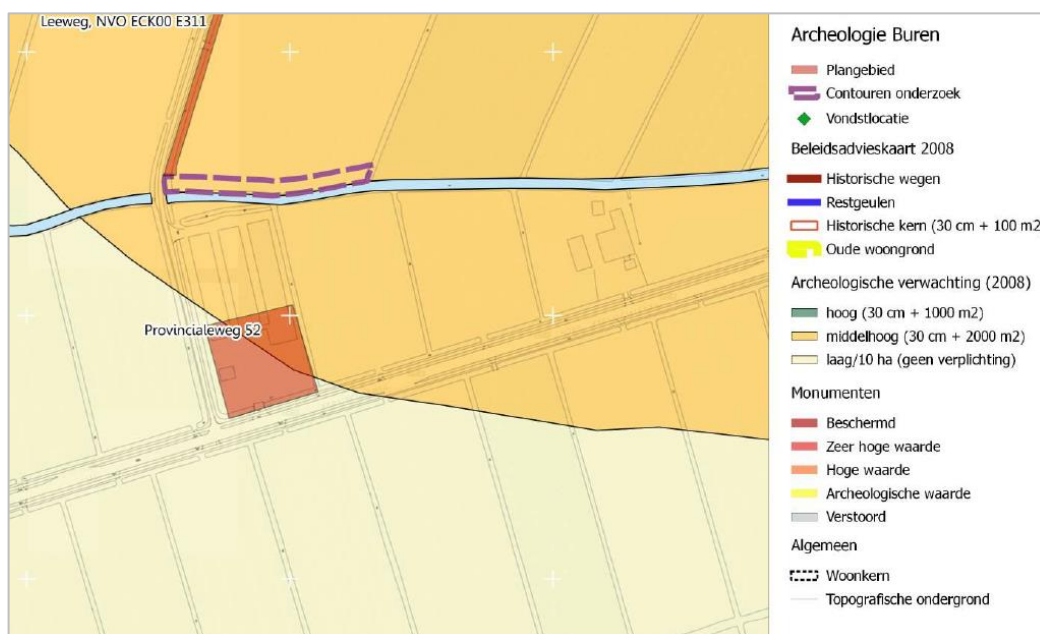 Leeweg, NVO ECK00 E311
Provincialeweg 52
Archeologie Buren
Plangebied
Contouren onderzoek
Vondstlocatie
Beleidsadvieskaart 2008
Historische wegen
Restgeulen
Historische kern (30 cm + 100 m2
Oude woongrond
Archeologische verwachting (2008)
hoog (30 cm + 1000 m2)
middelhoog (30 cm + 2000 m2)
laag/10 ha (geen verplichting)
Monumenten
Beschermd
Zeer hoge waarde
Hoge waarde
Archeologische waarde
Verstoord
Algemeen
Woonkern
Topografische ondergrond